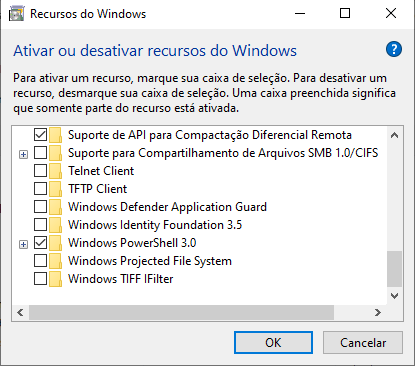 Recursos do Windows
Ativar ou desativar recursos do Windows
Para ativar um recurso, marque sua caixa de seleção. Para desativar um
recurso, desmarque sua caixa de seleção. Uma caixa preenchida significa
que somente parte do recurso está ativada.
Suporte de API para Compactação Diferencial Remota
Suporte para Compartilhamento de Arquivos SMB 1.0/CIFS
Telnet Client
TFTP Client
Windows Defender Application Guard
Windows Identity Foundation 3.5
Windows PowerShell 3.0
Windows Projected File System
Windows TIFF IFilter
OK
Cancelar